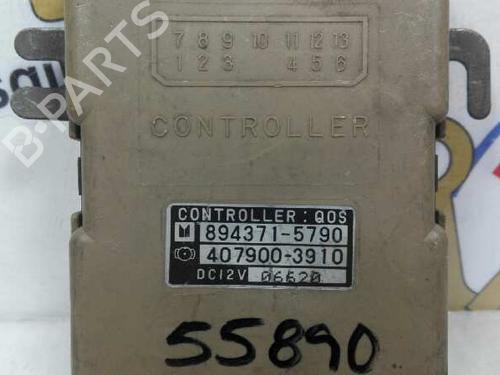 7 8 9 10 11 12 13
1 2 3 4 5 6
CONTROLLER
CONTROLLER:QOS
894371-5790
407900-3910
DC12V 06620
55890
B-PARTS